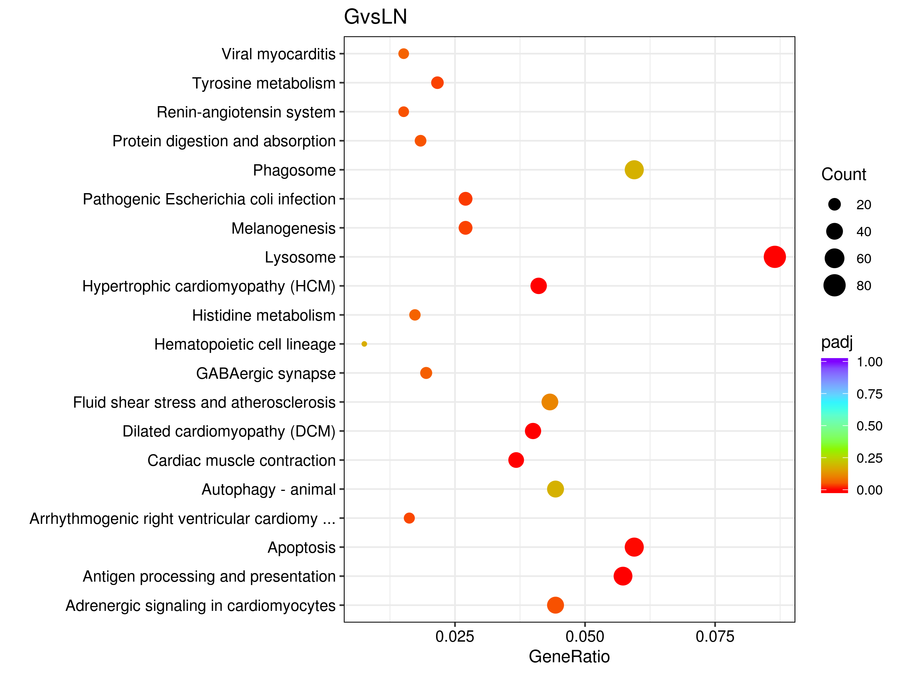 GvsLN
Viral myocarditis
Tyrosine metabolism
Renin-angiotensin system
Protein digestion and absorption
Phagosome
Pathogenic Escherichia coli infection
Melanogenesis
Lysosome
Hypertrophic cardiomyopathy (HCM)
Histidine metabolism
Hematopoietic cell lineage
GABAergic synapse
Fluid shear stress and atherosclerosis
Dilated cardiomyopathy (DCM)
Cardiac muscle contraction
Autophagy - animal
Arrhythmogenic right ventricular cardiomy ...
Apoptosis
Antigen processing and presentation
Adrenergic signaling in cardiomyocytes
0.025 0.050 0.075
GeneRatio
Count
20
40
60
80
padj
1.00
0.75
0.50
0.25
0.00